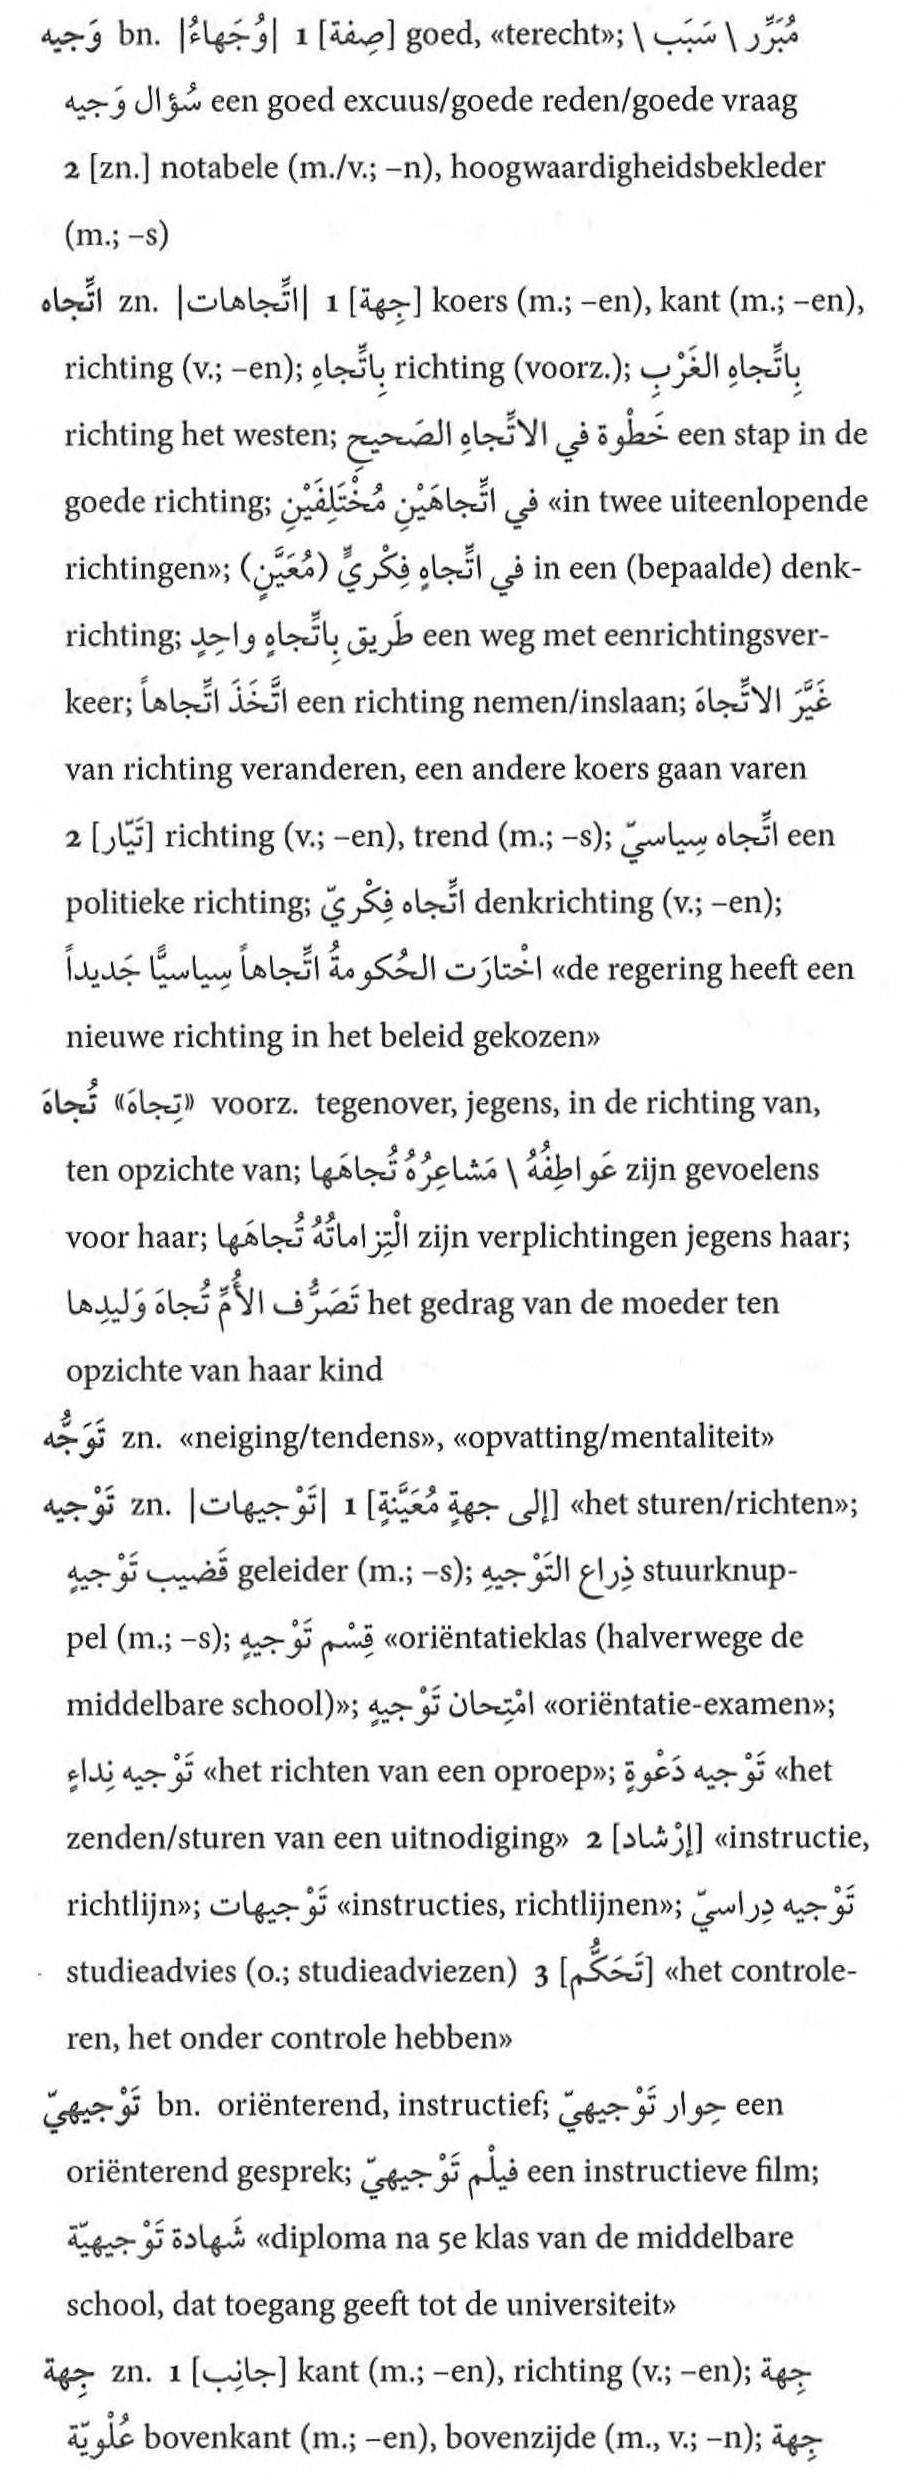 وَجيه bn. |وُجَهاءُ| 1 [صِفة] goed, «terecht»; مُبَرِّر \ سَبَب \
سُؤال وَجيه een goed excuus/goede reden/goede vraag
2 [zn.] notabele (m./v.; –n), hoogwaardigheidsbekleder
(m.; –s)
اتِّجاه zn. |اتِّجاهات| 1 [جِهة] koers (m.; –en), kant (m.; –en),
richting (v.; –en); بِاتِّجاهِ richting (voorz.); بِاتِّجاهِ الغَرْبِ
richting het westen; خَطْوة في الاتِّجاهِ الصَحيحِ een stap in de
goede richting; في اتِّجاهَيْنِ مُخْتَلِفَيْنِ «in twee uiteenlopende
richtingen»; في اتِّجاهٍ فِكْريٍّ (مُعَيَّنٍ) in een (bepaalde) denk-
richting; طَريق بِاتِّجاهٍ واحِدٍ een weg met eenrichtingsver-
keer; اتَّخَذَ اتِّجاهاً een richting nemen/inslaan; غَيَّرَ الاتِّجاهَ
van richting veranderen, een andere koers gaan varen
2 [تَيّار] richting (v.; –en), trend (m.; –s); اتِّجاه سِياسيّ een
politieke richting; اتِّجاه فِكْريّ denkrichting (v.; –en);
اخْتارَت الحُكومةُ اتِّجاهاً سِياسيًّا جَديداً «de regering heeft een
nieuwe richting in het beleid gekozen»
تُجاهَ «تِجاهَ» voorz. tegenover, jegens, in de richting van,
ten opzichte van; عَواطِفُهُ \ مَشاعِرُهُ تُجاهَها zijn gevoelens
voor haar; الْتِزاماتُهُ تُجاهَها zijn verplichtingen jegens haar;
تَصَرُّف الأُمِّ تُجاهَ وَليدِها het gedrag van de moeder ten
opzichte van haar kind
تَوَجُّه zn. «neiging/tendens», «opvatting/mentaliteit»
تَوْجيه zn. |تَوْجيهات| 1 [إلى جِهةٍ مُعَيَّنةٍ] «het sturen/richten»;
قَضيب تَوْجيهٍ geleider (m.; –s); ذِراع التَوْجيهِ stuurknup-
pel (m.; –s); قِسْم تَوْجيهٍ «oriëntatieklas (halverwege de
middelbare school)»; امْتِحان تَوْجيهٍ «oriëntatie-examen»;
تَوْجيه نِداءٍ «het richten van een oproep»; تَوْجيه دَعْوةٍ «het
zenden/sturen van een uitnodiging» 2 [إرْشاد] «instructie,
richtlijn»; تَوْجيهات «instructies, richtlijnen»; تَوْجيه دِراسيّ
studieadvies (o.; studieadviezen) 3 [تَحَكُّم] «het controle-
ren, het onder controle hebben»
تَوْجيهيّ bn. oriënterend, instructief; حِوار تَوْجيهيّ een
oriënterend gesprek; فيلْم تَوْجيهيّ een instructieve film;
شَهادة تَوْجيهيّة «diploma na 5e klas van de middelbare
school, dat toegang geeft tot de universiteit»
جِهة zn. 1 [جانِب] kant (m.; –en), richting (v.; –en); جِهة
عُلْويّة bovenkant (m.; –en), bovenzijde (m., v.; –n); جِهة